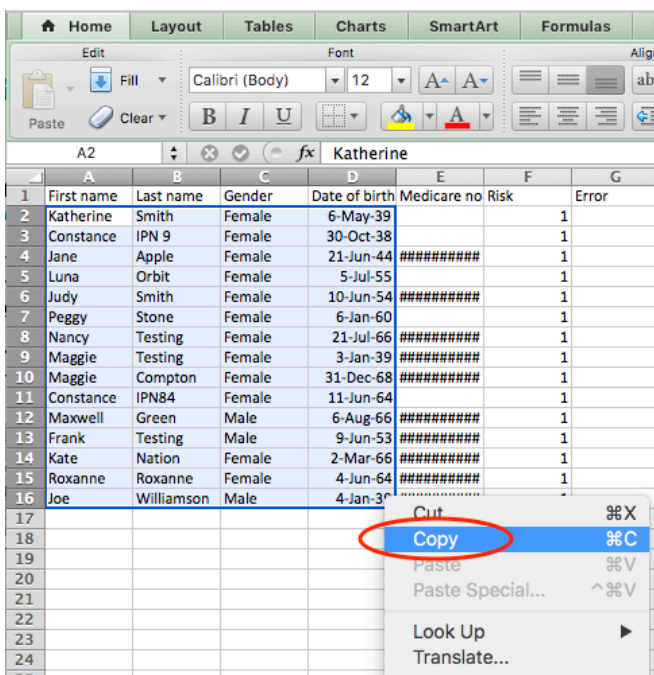 Home Layout Tables Charts SmartArt Formulas
Edit Font
Fill Calibri (Body) 12 A A ab
Paste Clear B I U A
A2 fx Katherine
A B C D E F G
1 First name Last name Gender Date of birth Medicare no Risk Error
2 Katherine Smith Female 6-May-39 1
3 Constance IPN 9 Female 30-Oct-38 1
4 Jane Apple Female 21-Jun-44 ########## 1
5 Luna Orbit Female 5-Jul-55 1
6 Judy Smith Female 10-Jun-54 ########## 1
7 Peggy Stone Female 6-Jan-60 1
8 Nancy Testing Female 21-Jul-66 ########## 1
9 Maggie Testing Female 3-Jan-39 ########## 1
10 Maggie Compton Female 31-Dec-68 ########## 1
11 Constance IPN84 Female 11-Jun-64 1
12 Maxwell Green Male 6-Aug-66 ########## 1
13 Frank Testing Male 9-Jun-53 ########## 1
14 Kate Nation Female 2-Mar-66 ########## 1
15 Roxanne Roxanne Female 4-Jun-64 ########## 1
16 Joe Williamson Male
17 Cut ⌘X
18 Copy ⌘C
19 Paste ⌘V
20 Paste Special... ^⌘V
21
22 Look Up
23 Translate...
24